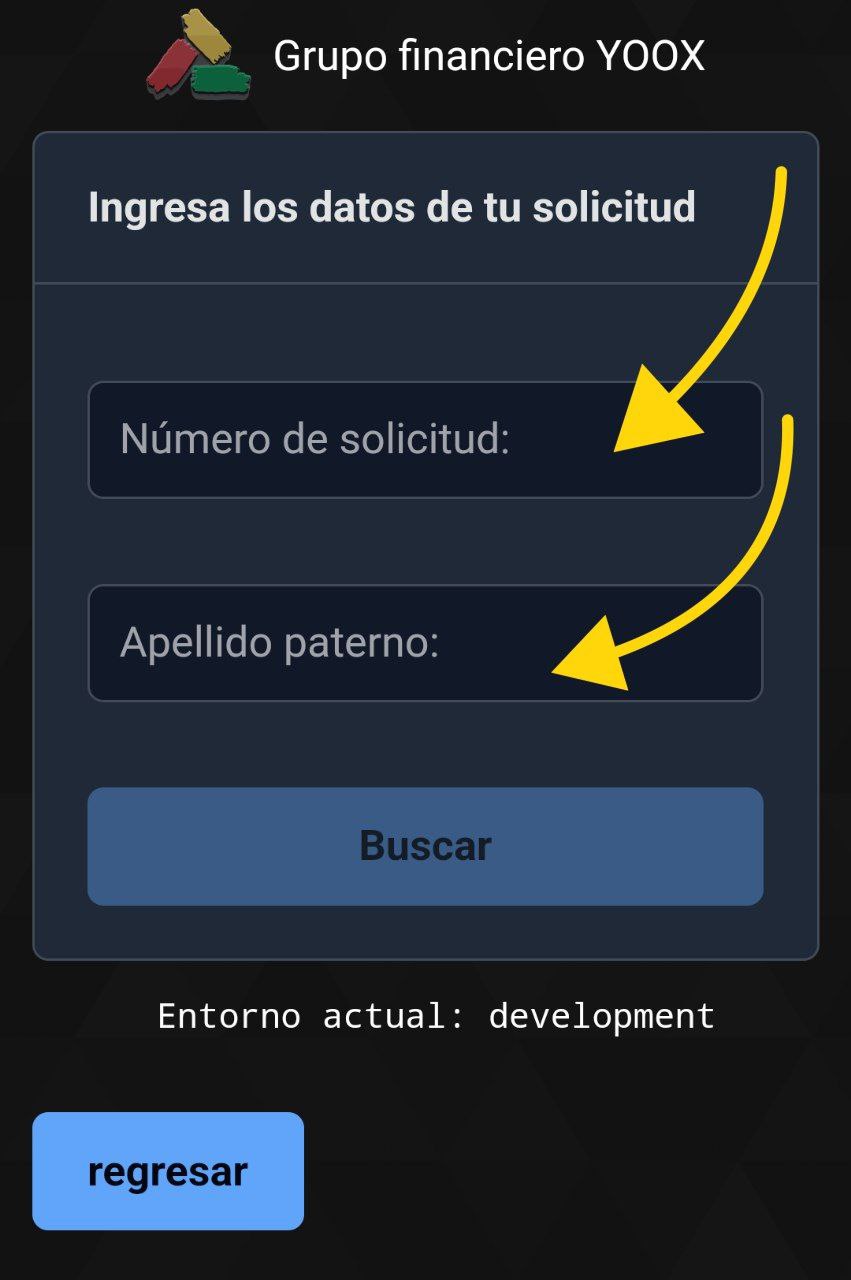 Grupo financiero YOOX
Ingresa los datos de tu solicitud
Número de solicitud:
Apellido paterno:
Buscar
Entorno actual: development
regresar